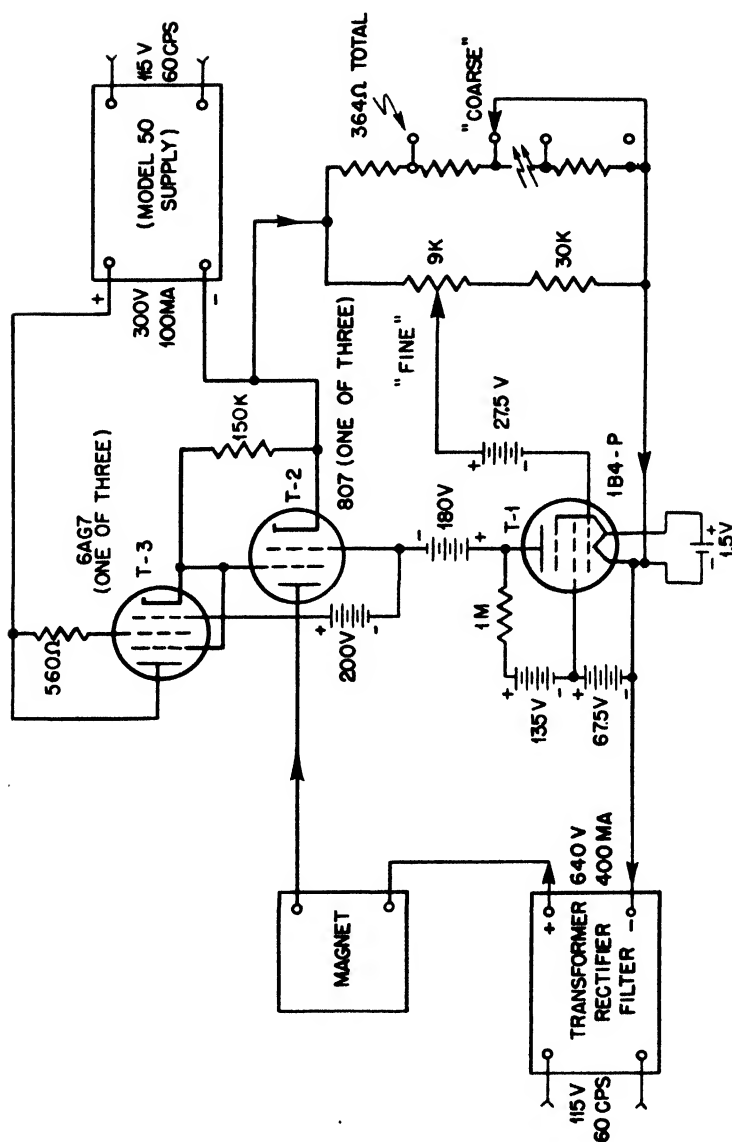 115 V
60 CPS
(MODEL 50
SUPPLY)
+
-
300V
100MA
364Ω TOTAL
"COARSE"
9K
30K
"FINE"
27.5 V
+
-
150K
6AG7
(ONE OF THREE)
T-3
560Ω
T-2
807 (ONE OF THREE)
+
200V
-
-
180V
+
T-1
1B4-P
1 M
+
135V
-
+
67.5V
-
-
+
1.5V
MAGNET
+
640 V
400 MA
-
TRANSFORMER
RECTIFIER
FILTER
115 V
60 CPS